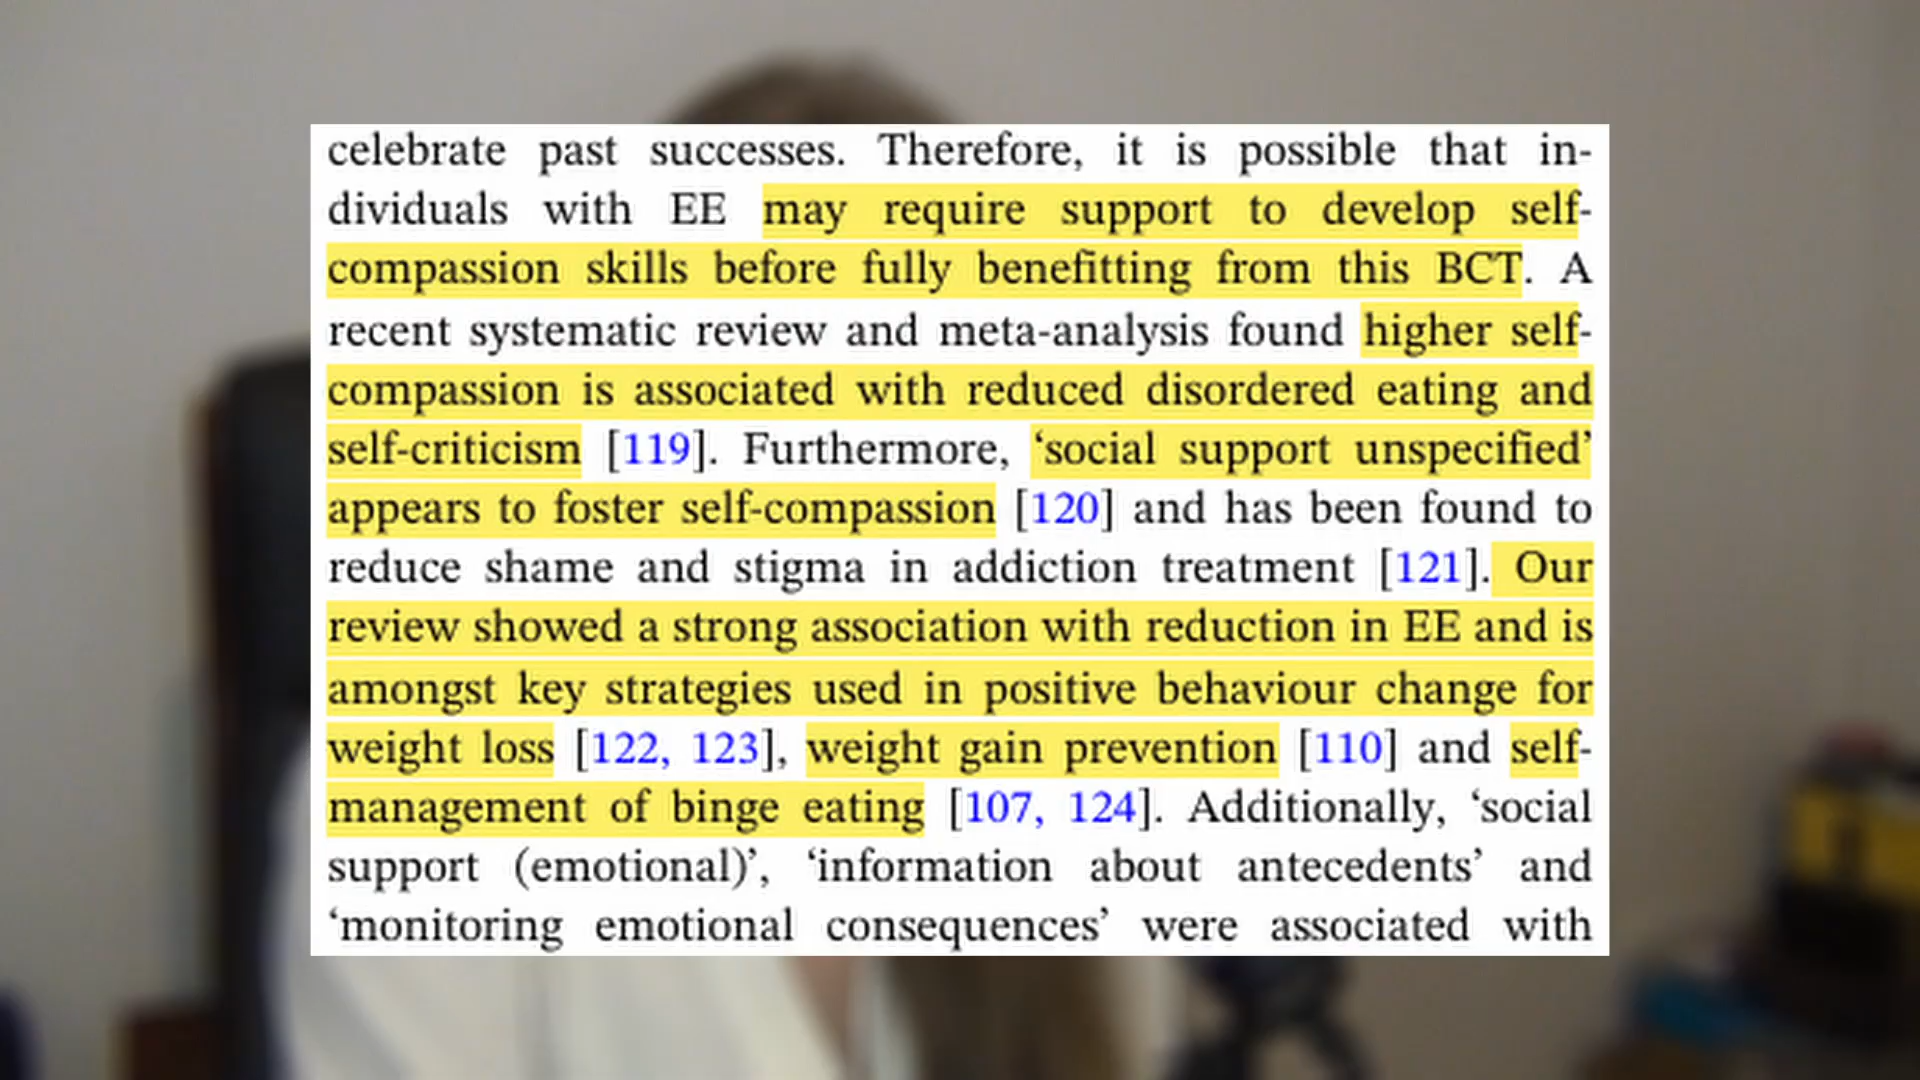 celebrate past successes. Therefore, it is possible that in-
dividuals with EE may require support to develop self-
compassion skills before fully benefitting from this BCT. A
recent systematic review and meta-analysis found higher self-
compassion is associated with reduced disordered eating and
self-criticism [119]. Furthermore, ‘social support unspecified’
appears to foster self-compassion [120] and has been found to
reduce shame and stigma in addiction treatment [121]. Our
review showed a strong association with reduction in EE and is
amongst key strategies used in positive behaviour change for
weight loss [122, 123], weight gain prevention [110] and self-
management of binge eating [107, 124]. Additionally, ‘social
support (emotional)’, ‘information about antecedents’ and
‘monitoring emotional consequences’ were associated with